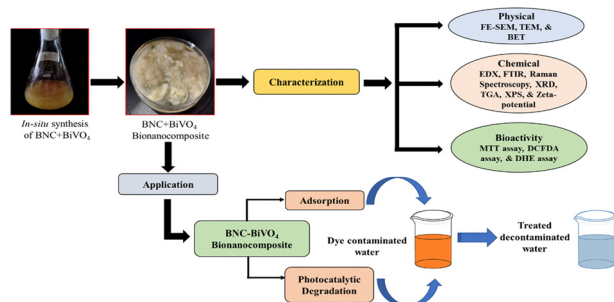 In-situ synthesis
of BNC+BiVO₄
BNC+BiVO₄
Bionanocomposite
Characterization
Physical
FE-SEM, TEM, &
BET
Chemical
EDX, FTIR, Raman
Spectroscopy, XRD,
TGA, XPS, & Zeta-
potential
Bioactivity
MTT assay, DCFDA
assay, & DHE assay
Application
BNC-BiVO₄
Bionanocomposite
Adsorption
Photocatalytic
Degradation
Dye contaminated
water
Treated
decontaminated
water